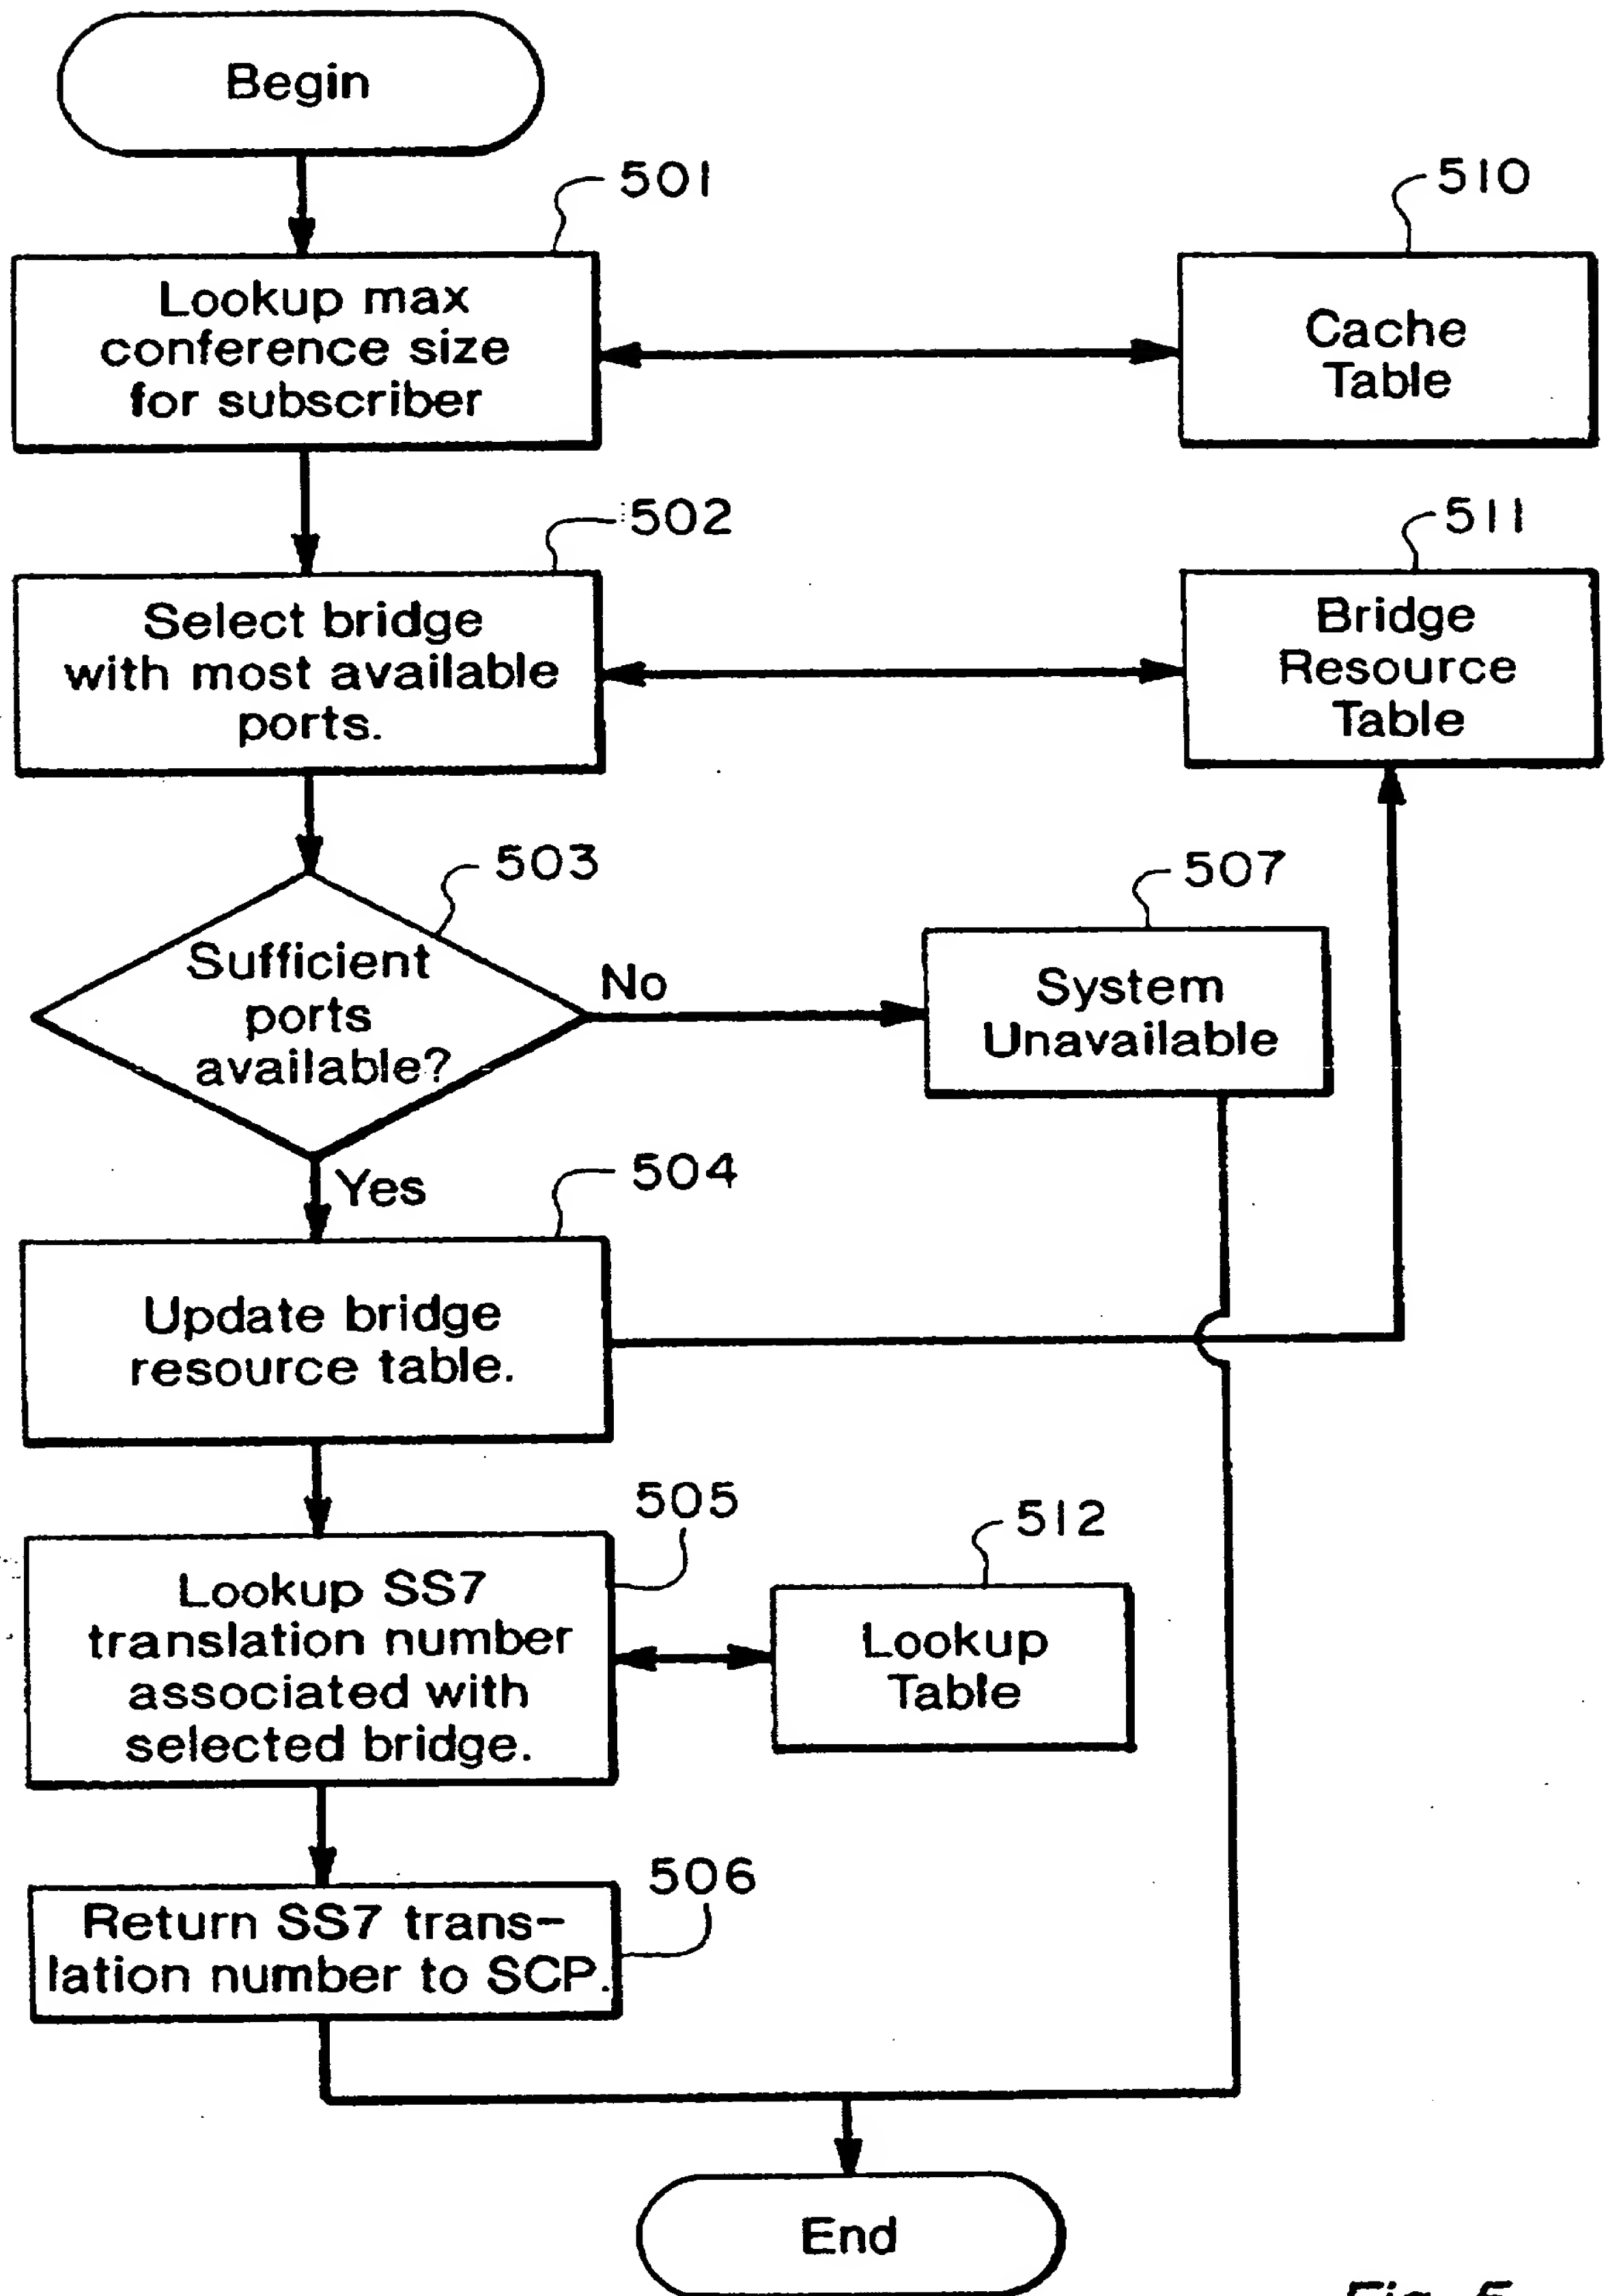 Begin
501
510
Lookup max
conference size
for subscriber
Cache
Table
502
511
Select bridge
with most available
ports.
Bridge
Resource
Table
503
507
Sufficient
ports
available?
No
System
Unavailable
Yes
504
Update bridge
resource table.
505
512
Lookup SS7
translation number
associated with
selected bridge.
Lookup
Table
506
Return SS7 trans-
lation number to SCP.
End